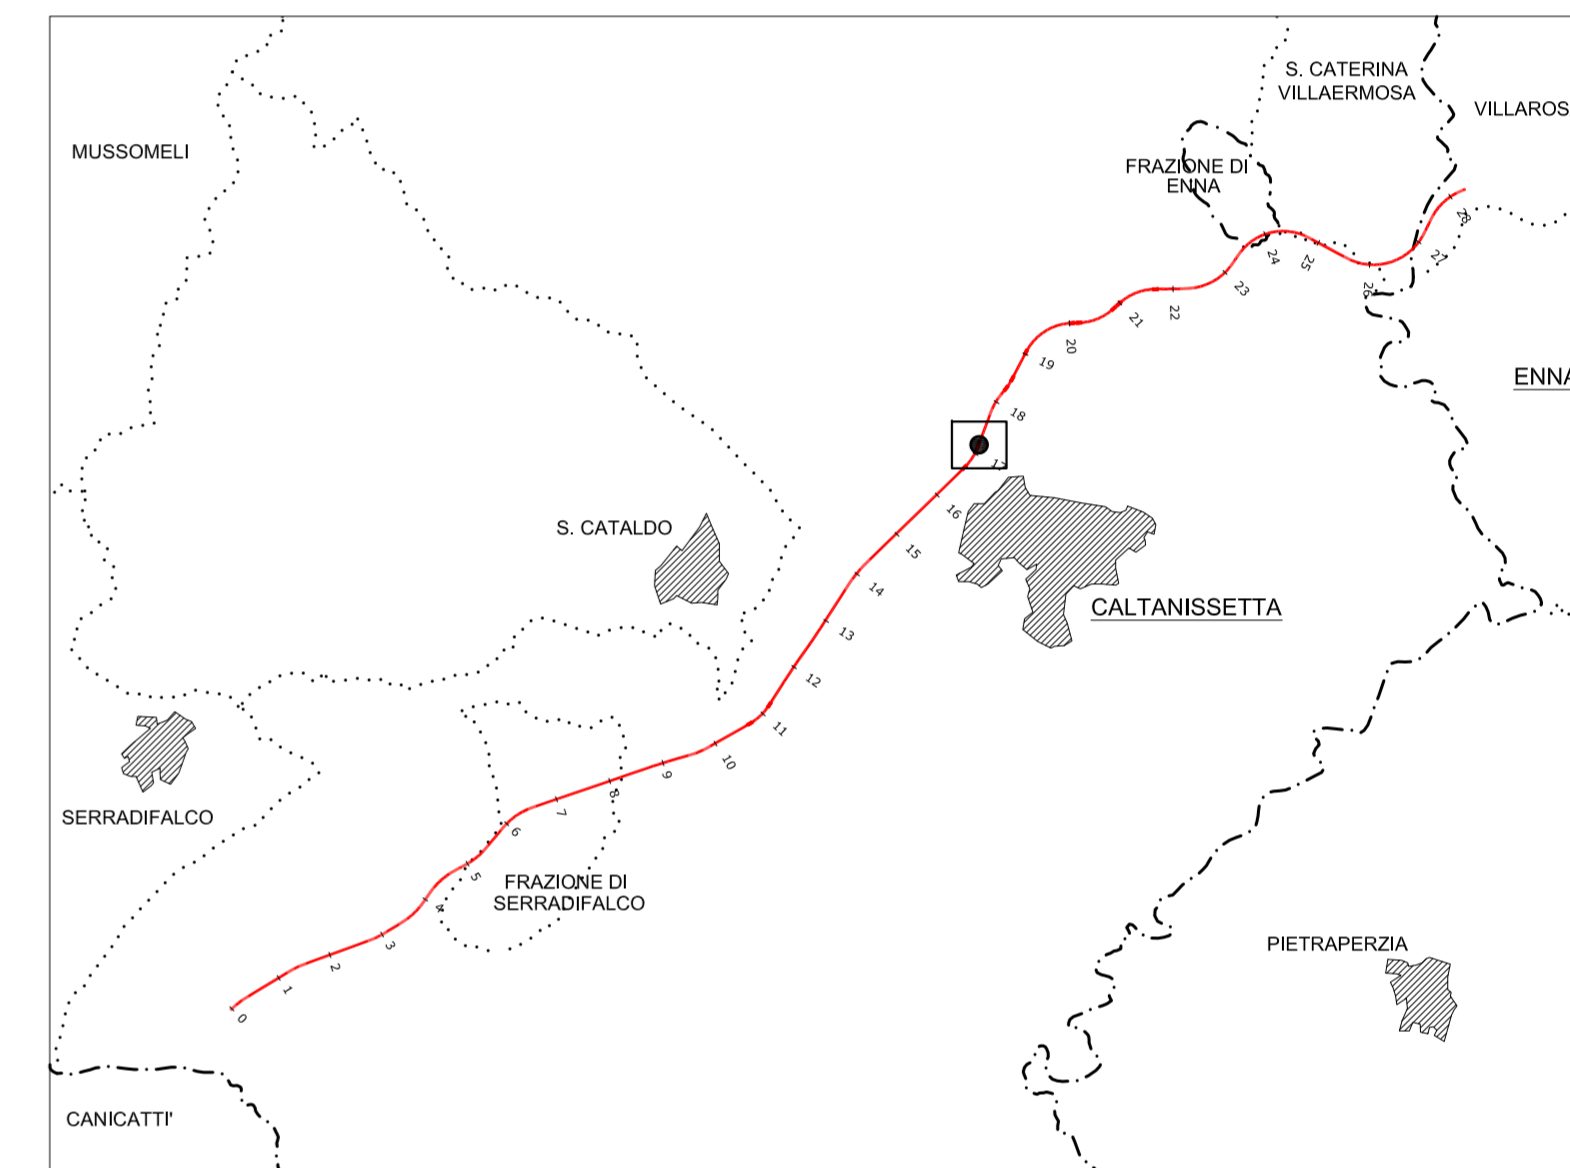 S. CATERINA
VILLAERMOSA
VILLAROS
MUSSOMELI
FRAZIONE DI
ENNA
ENNA
S. CATALDO
CALTANISSETTA
SERRADIFALCO
FRAZIONE DI
SERRADIFALCO
PIETRAPERZIA
CANICATTI'
0
1
2
3
4
5
6
7
8
9
10
11
12
13
14
15
16
17
18
19
20
21
22
23
24
25
26
27
28